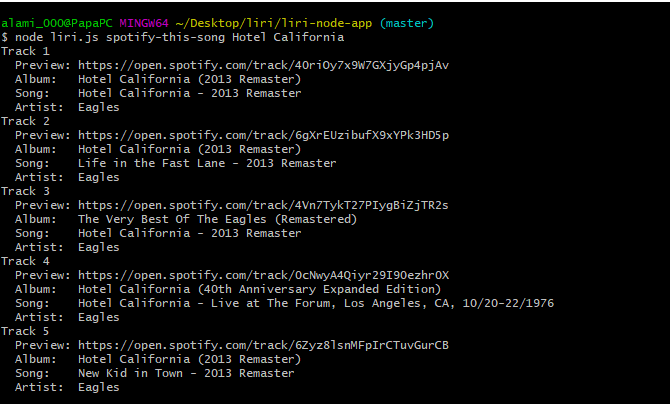 alami_000@PapaPC MINGW64 ~/Desktop/liri/liri-node-app (master)
$ node liri.js spotify-this-song Hotel California
Track 1
Preview: https://open.spotify.com/track/40riOy7x9W7GXjyGp4pjAv
Album: Hotel California (2013 Remaster)
Song: Hotel California - 2013 Remaster
Artist: Eagles
Track 2
Preview: https://open.spotify.com/track/6gXrEUzibufX9xYPk3HD5p
Album: Hotel California (2013 Remaster)
Song: Life in the Fast Lane - 2013 Remaster
Artist: Eagles
Track 3
Preview: https://open.spotify.com/track/4Vn7TykT27PIygBiZjTR2s
Album: The Very Best Of The Eagles (Remastered)
Song: Hotel California - 2013 Remaster
Artist: Eagles
Track 4
Preview: https://open.spotify.com/track/0cNwyA4Qiyr29I9OezhrOX
Album: Hotel California (40th Anniversary Expanded Edition)
Song: Hotel California - Live at The Forum, Los Angeles, CA, 10/20-22/1976
Artist: Eagles
Track 5
Preview: https://open.spotify.com/track/6Zyz8lsnMFpIrCTuvGurCB
Album: Hotel California (2013 Remaster)
Song: New Kid in Town - 2013 Remaster
Artist: Eagles